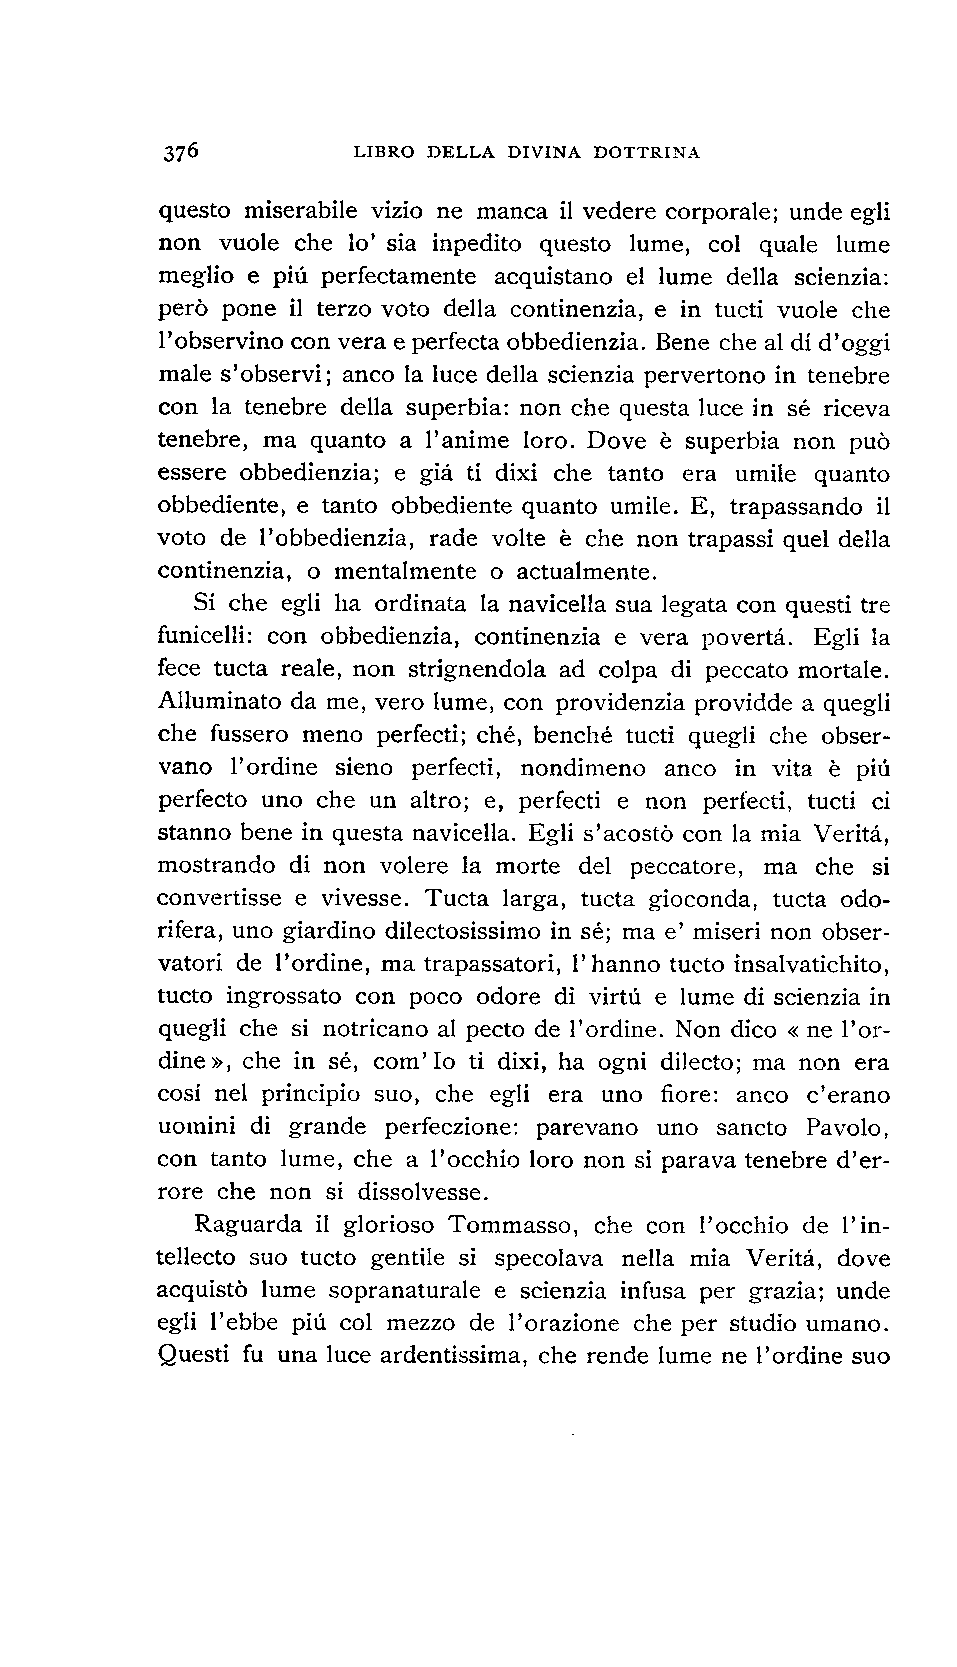 376 LIBRO DELLA DIVINA DOTTRINA
questo miserabile vizio ne manca il vedere corporale; unde egli
non vuole che lo' sia inpedito questo lume, col quale lume
meglio e piú perfectamente acquistano el lume della scienzia:
però pone il terzo voto della continenzia, e in tucti vuole che
l'observino con vera e perfecta obbedienzia. Bene che al dí d'oggi
male s'observi; anco la luce della scienzia pervertono in tenebre
con la tenebre della superbia: non che questa luce in sé riceva
tenebre, ma quanto a l'anime loro. Dove è superbia non può
essere obbedienzia; e giá ti dixi che tanto era umile quanto
obbediente, e tanto obbediente quanto umile. E, trapassando il
voto de l'obbedienzia, rade volte è che non trapassi quel della
continenzia, o mentalmente o actualmente.
Sí che egli ha ordinata la navicella sua legata con questi tre
funicelli: con obbedienzia, continenzia e vera povertá. Egli la
fece tucta reale, non strignendola ad colpa di peccato mortale.
Alluminato da me, vero lume, con providenzia providde a quegli
che fussero meno perfecti; ché, benché tucti quegli che obser-
vano l'ordine sieno perfecti, nondimeno anco in vita è piú
perfecto uno che un altro; e, perfecti e non perfecti, tucti ci
stanno bene in questa navicella. Egli s'acostò con la mia Veritá,
mostrando di non volere la morte del peccatore, ma che si
convertisse e vivesse. Tucta larga, tucta gioconda, tucta odo-
rifera, uno giardino dilectosissimo in sé; ma e' miseri non obser-
vatori de l'ordine, ma trapassatori, l'hanno tucto insalvatichito,
tucto ingrossato con poco odore di virtú e lume di scienzia in
quegli che si notricano al pecto de l'ordine. Non dico « ne l'or-
dine », che in sé, com' Io ti dixi, ha ogni dilecto; ma non era
cosí nel principio suo, che egli era uno fiore: anco c'erano
uomini di grande perfeczione: parevano uno sancto Pavolo,
con tanto lume, che a l'occhio loro non si parava tenebre d'er-
rore che non si dissolvesse.
Raguarda il glorioso Tommasso, che con l'occhio de l'in-
tellecto suo tucto gentile si specolava nella mia Veritá, dove
acquistò lume sopranaturale e scienzia infusa per grazia; unde
egli l'ebbe piú col mezzo de l'orazione che per studio umano.
Questi fu una luce ardentissima, che rende lume ne l'ordine suo